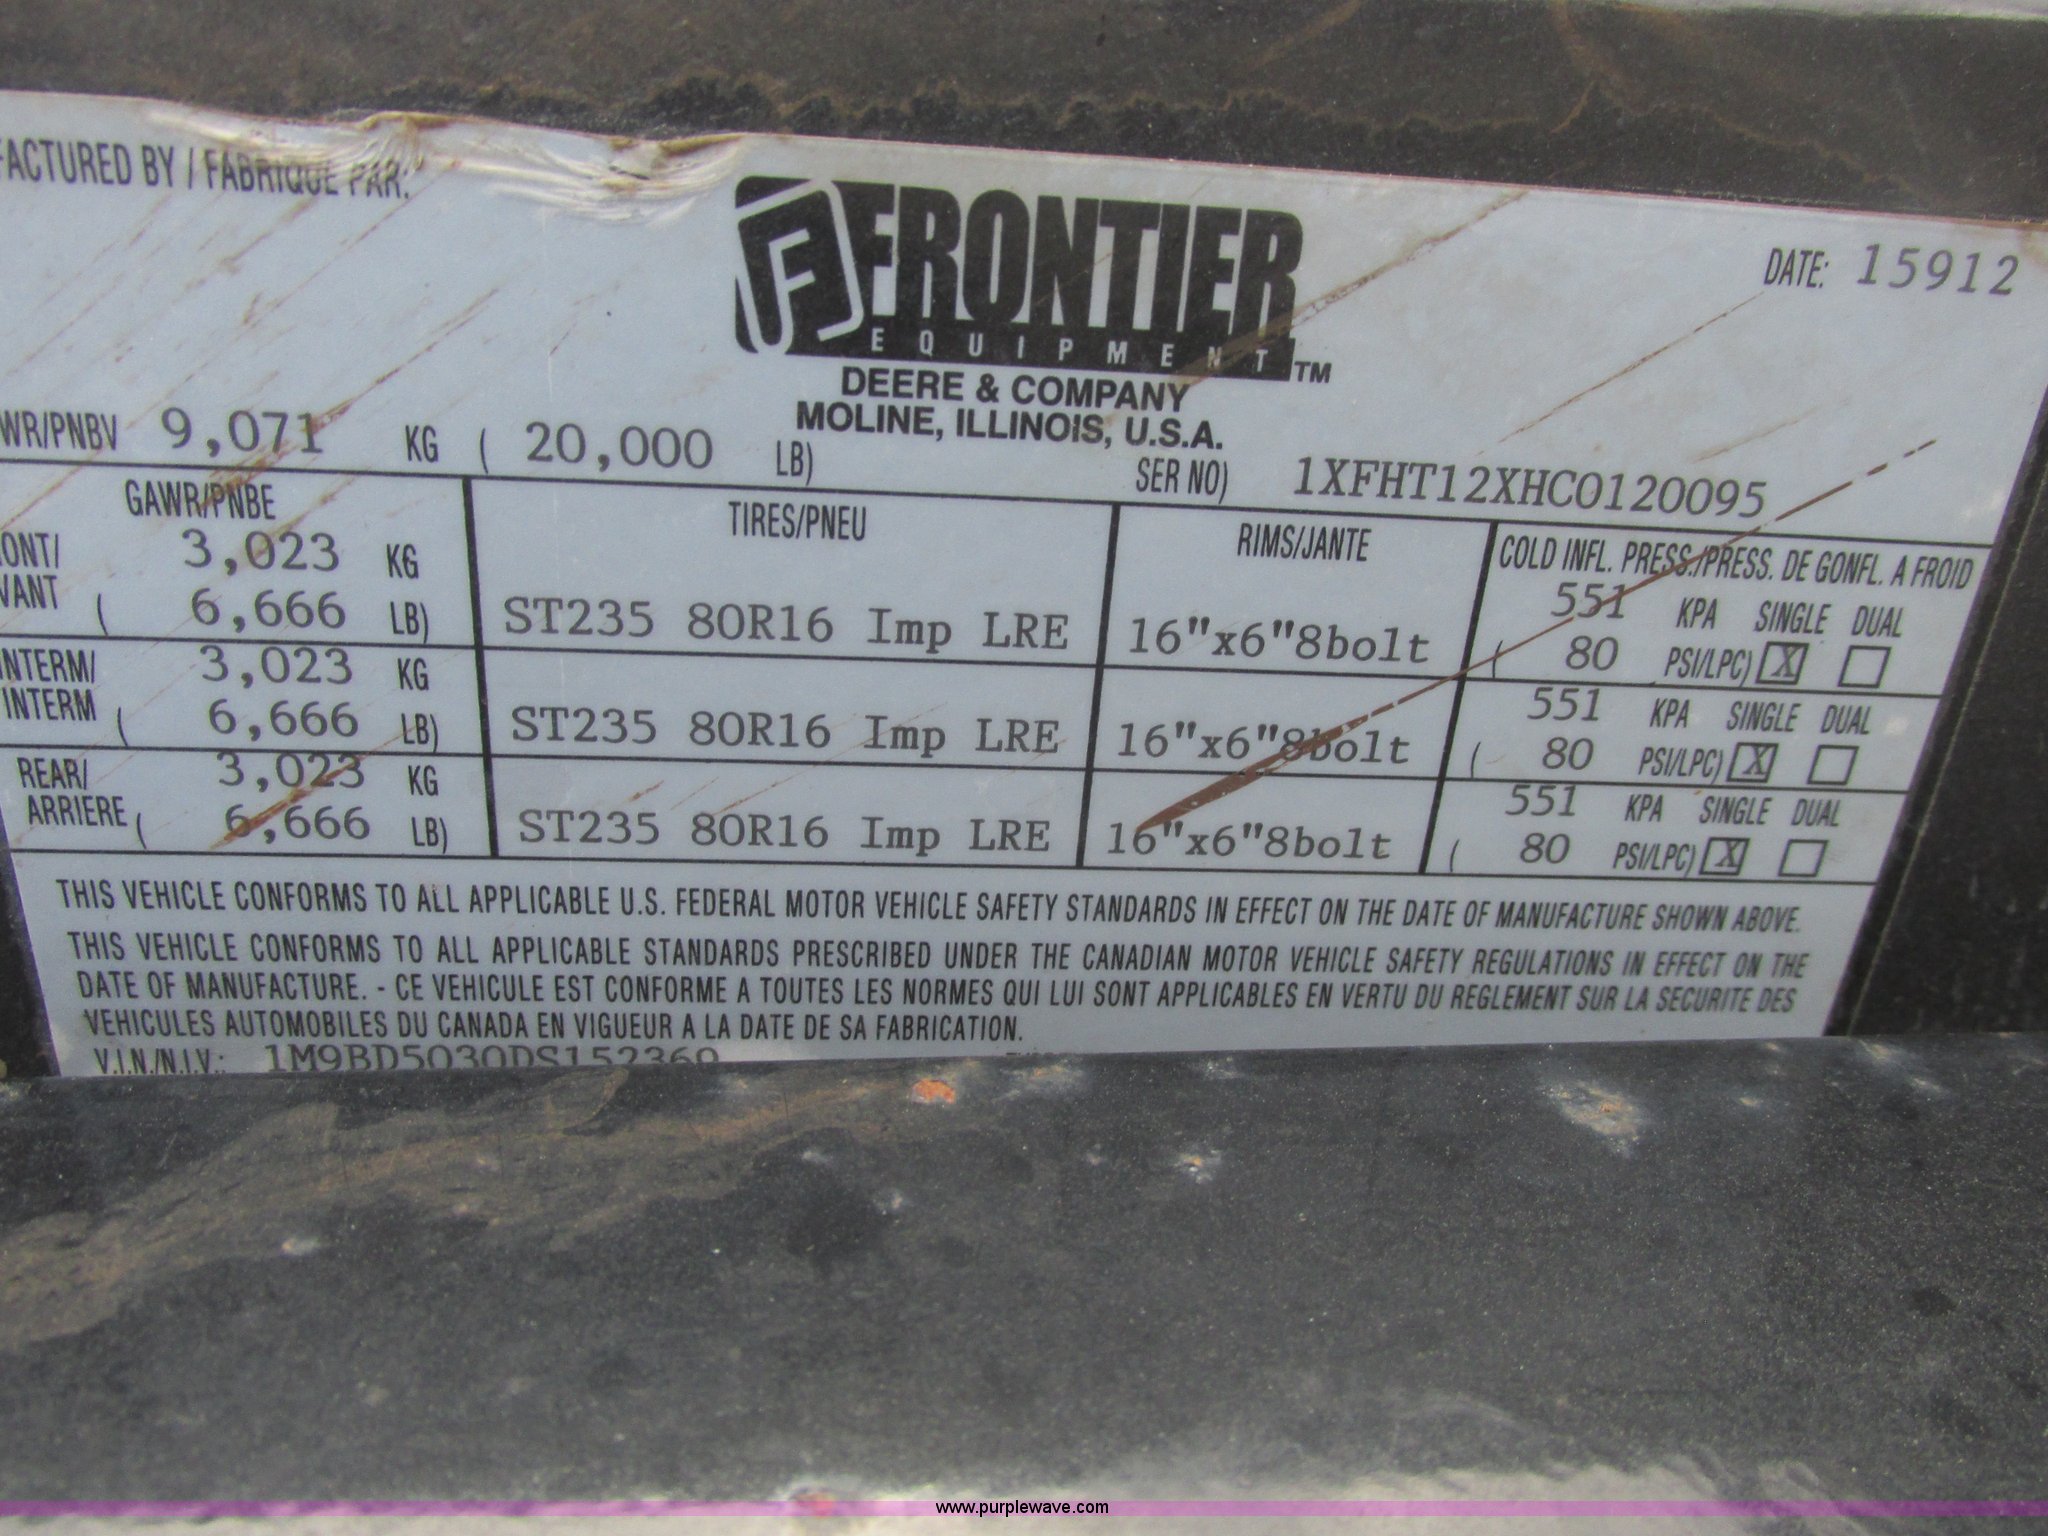 FACTURED BY / FABRIQUE PAR:
FRONTIER
EQUIPMENT™
DATE: 15912
DEERE & COMPANY
MOLINE, ILLINOIS, U.S.A.
WR/PNBV 9,071 KG ( 20,000 LB)
SER NO) 1XFHT12XHC0120095
GAWR/PNBE TIRES/PNEU RIMS/JANTE COLD INFL. PRESS./PRESS. DE GONFL. A FROID
ONT/ 3,023 KG 551 KPA SINGLE DUAL
VANT ( 6,666 LB) ST235 80R16 Imp LRE 16"x6"8bolt ( 80 PSI/LPC) X
INTERM/ 3,023 KG 551 KPA SINGLE DUAL
INTERM ( 6,666 LB) ST235 80R16 Imp LRE 16"x6"8bolt ( 80 PSI/LPC) X
REAR/ 3,023 KG 551 KPA SINGLE DUAL
ARRIERE ( 6,666 LB) ST235 80R16 Imp LRE 16"x6"8bolt ( 80 PSI/LPC) X
THIS VEHICLE CONFORMS TO ALL APPLICABLE U.S. FEDERAL MOTOR VEHICLE SAFETY STANDARDS IN EFFECT ON THE DATE OF MANUFACTURE SHOWN ABOVE.
THIS VEHICLE CONFORMS TO ALL APPLICABLE STANDARDS PRESCRIBED UNDER THE CANADIAN MOTOR VEHICLE SAFETY REGULATIONS IN EFFECT ON THE
DATE OF MANUFACTURE. - CE VEHICULE EST CONFORME A TOUTES LES NORMES QUI LUI SONT APPLICABLES EN VERTU DU REGLEMENT SUR LA SECURITE DES
VEHICULES AUTOMOBILES DU CANADA EN VIGUEUR A LA DATE DE SA FABRICATION.
V.I.N./N.I.V.: 1M9BD5030DS152369
www.purplewave.com